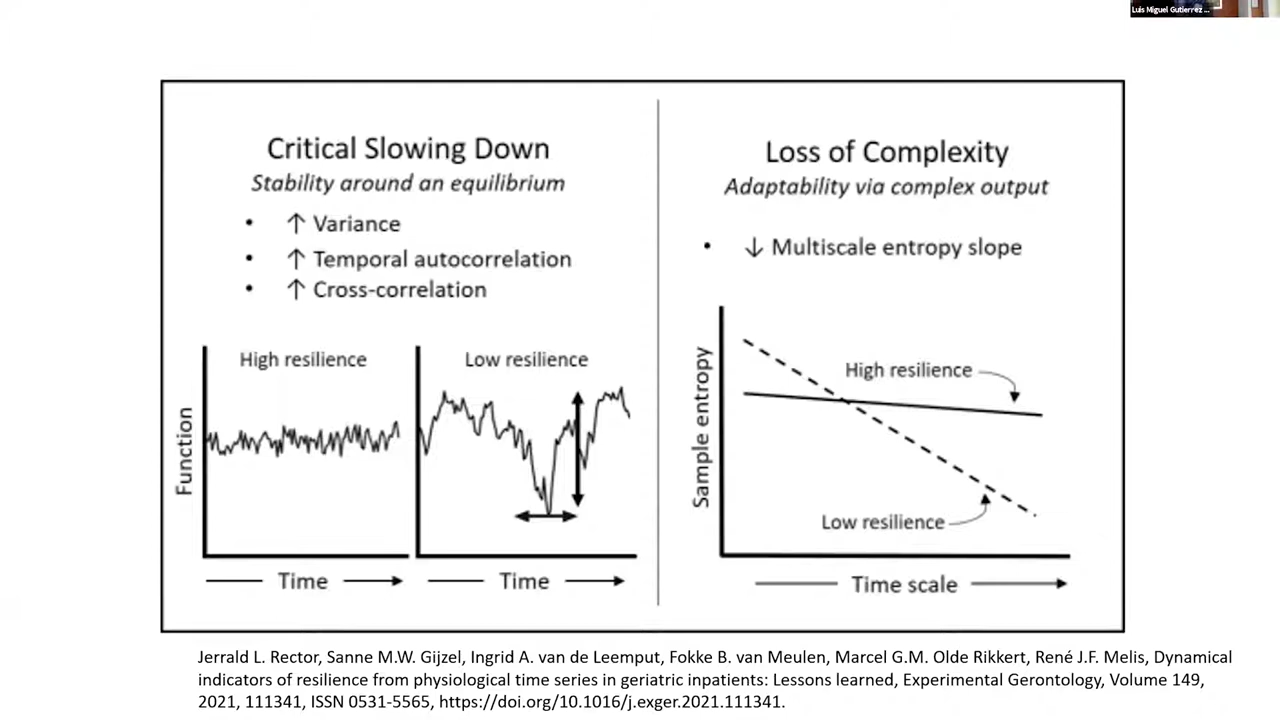 Luis Miguel Gutierrez ...
Critical Slowing Down
Stability around an equilibrium
• ↑ Variance
• ↑ Temporal autocorrelation
• ↑ Cross-correlation
High resilience
Low resilience
Function
Time
Time
Loss of Complexity
Adaptability via complex output
• ↓ Multiscale entropy slope
High resilience
Sample entropy
Low resilience
Time scale
Jerrald L. Rector, Sanne M.W. Gijzel, Ingrid A. van de Leemput, Fokke B. van Meulen, Marcel G.M. Olde Rikkert, René J.F. Melis, Dynamical
indicators of resilience from physiological time series in geriatric inpatients: Lessons learned, Experimental Gerontology, Volume 149,
2021, 111341, ISSN 0531-5565, https://doi.org/10.1016/j.exger.2021.111341.